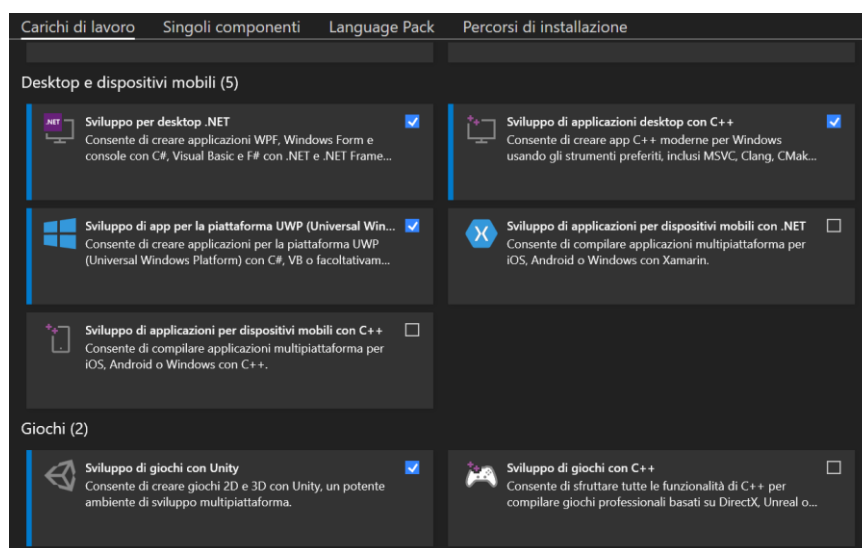 Carichi di lavoro Singoli componenti Language Pack Percorsi di installazione
Desktop e dispositivi mobili (5)
.NET
Sviluppo per desktop .NET
Consente di creare applicazioni WPF, Windows Form e
console con C#, Visual Basic e F# con .NET e .NET Frame...
Sviluppo di applicazioni desktop con C++
Consente di creare app C++ moderne per Windows
usando gli strumenti preferiti, inclusi MSVC, Clang, CMak...
Sviluppo di app per la piattaforma UWP (Universal Win...
Consente di creare applicazioni per la piattaforma UWP
(Universal Windows Platform) con C#, VB o facoltativam...
Sviluppo di applicazioni per dispositivi mobili con .NET
Consente di compilare applicazioni multipiattaforma per
iOS, Android o Windows con Xamarin.
Sviluppo di applicazioni per dispositivi mobili con C++
Consente di compilare applicazioni multipiattaforma per
iOS, Android o Windows con C++.
Giochi (2)
Sviluppo di giochi con Unity
Consente di creare giochi 2D e 3D con Unity, un potente
ambiente di sviluppo multipiattaforma.
Sviluppo di giochi con C++
Consente di sfruttare tutte le funzionalità di C++ per
compilare giochi professionali basati su DirectX, Unreal o...